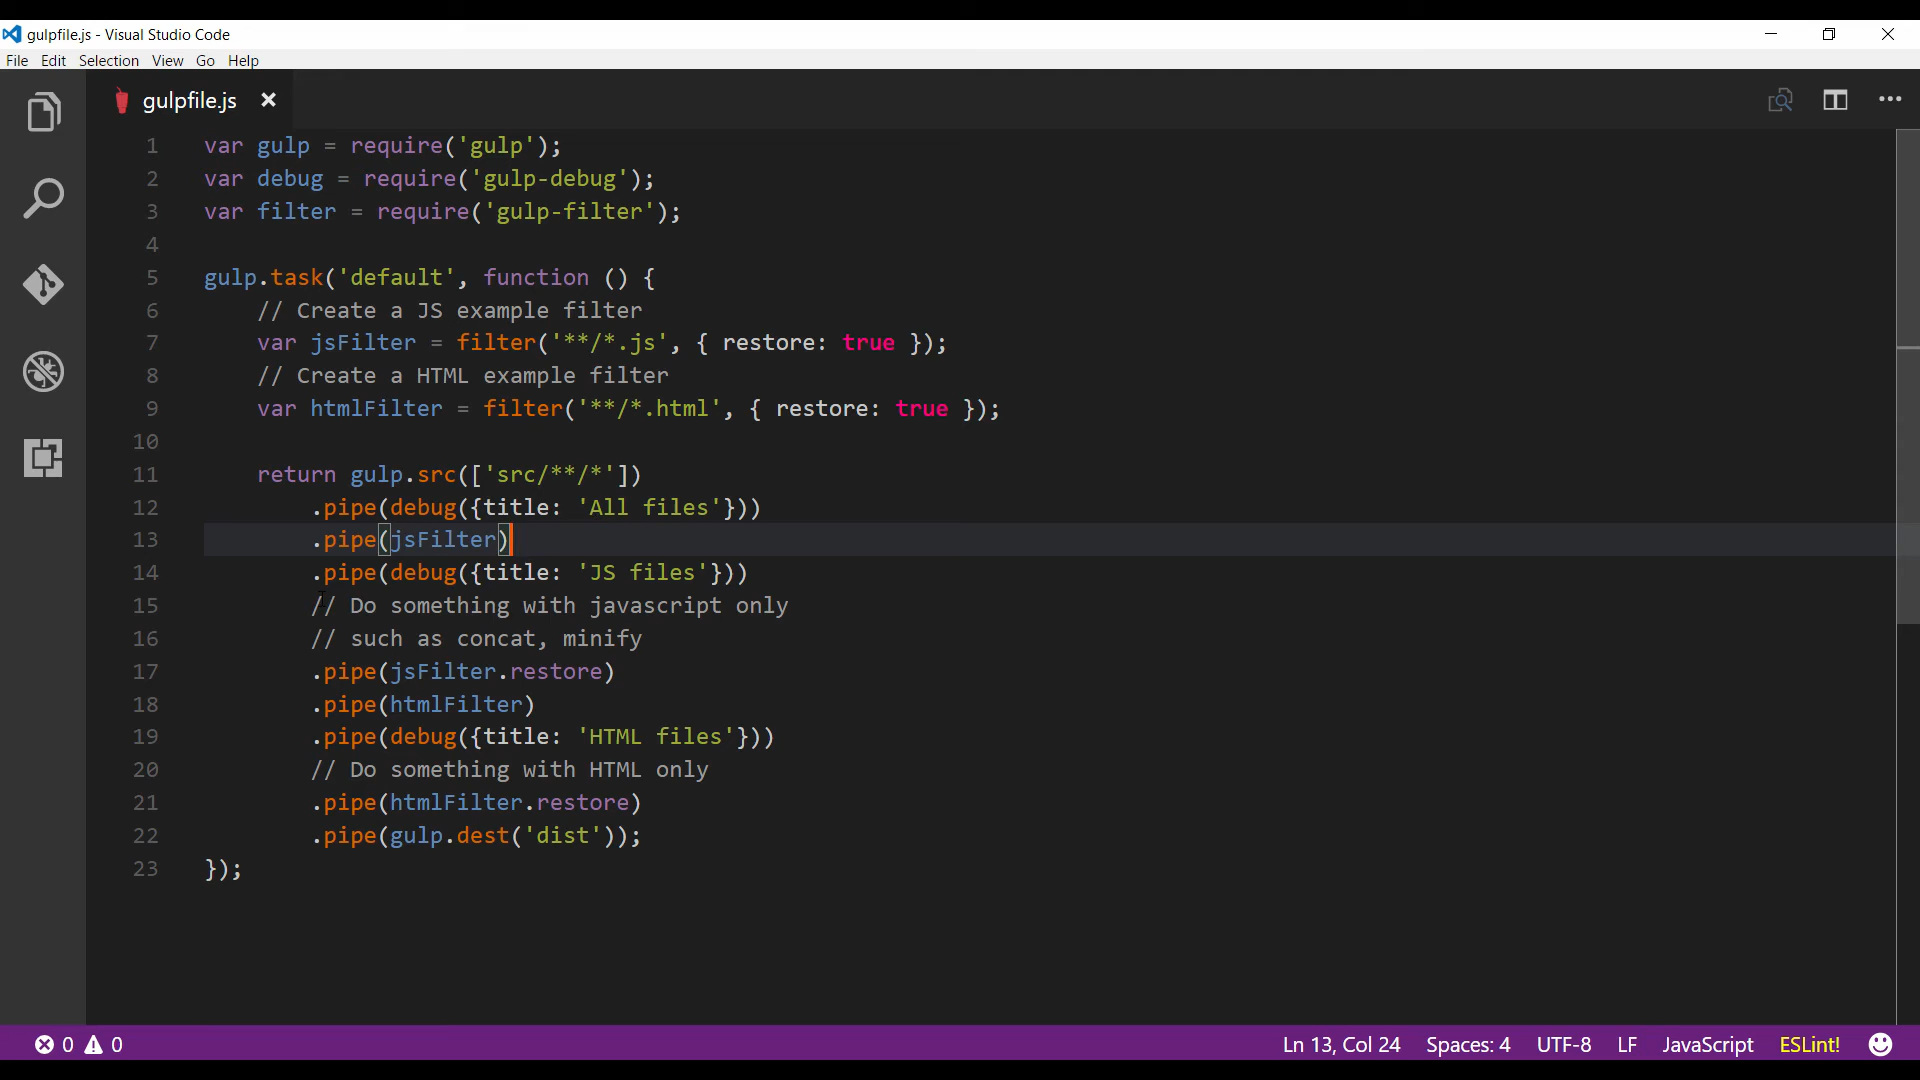 gulpfile.js - Visual Studio Code
File Edit Selection View Go Help
gulpfile.js
1 var gulp = require('gulp');
2 var debug = require('gulp-debug');
3 var filter = require('gulp-filter');
4
5 gulp.task('default', function () {
6 // Create a JS example filter
7 var jsFilter = filter('**/*.js', { restore: true });
8 // Create a HTML example filter
9 var htmlFilter = filter('**/*.html', { restore: true });
10
11 return gulp.src(['src/**/*'])
12 .pipe(debug({title: 'All files'}))
13 .pipe(jsFilter)
14 .pipe(debug({title: 'JS files'}))
15 // Do something with javascript only
16 // such as concat, minify
17 .pipe(jsFilter.restore)
18 .pipe(htmlFilter)
19 .pipe(debug({title: 'HTML files'}))
20 // Do something with HTML only
21 .pipe(htmlFilter.restore)
22 .pipe(gulp.dest('dist'));
23 });
0 0 Ln 13, Col 24 Spaces: 4 UTF-8 LF JavaScript ESLint!